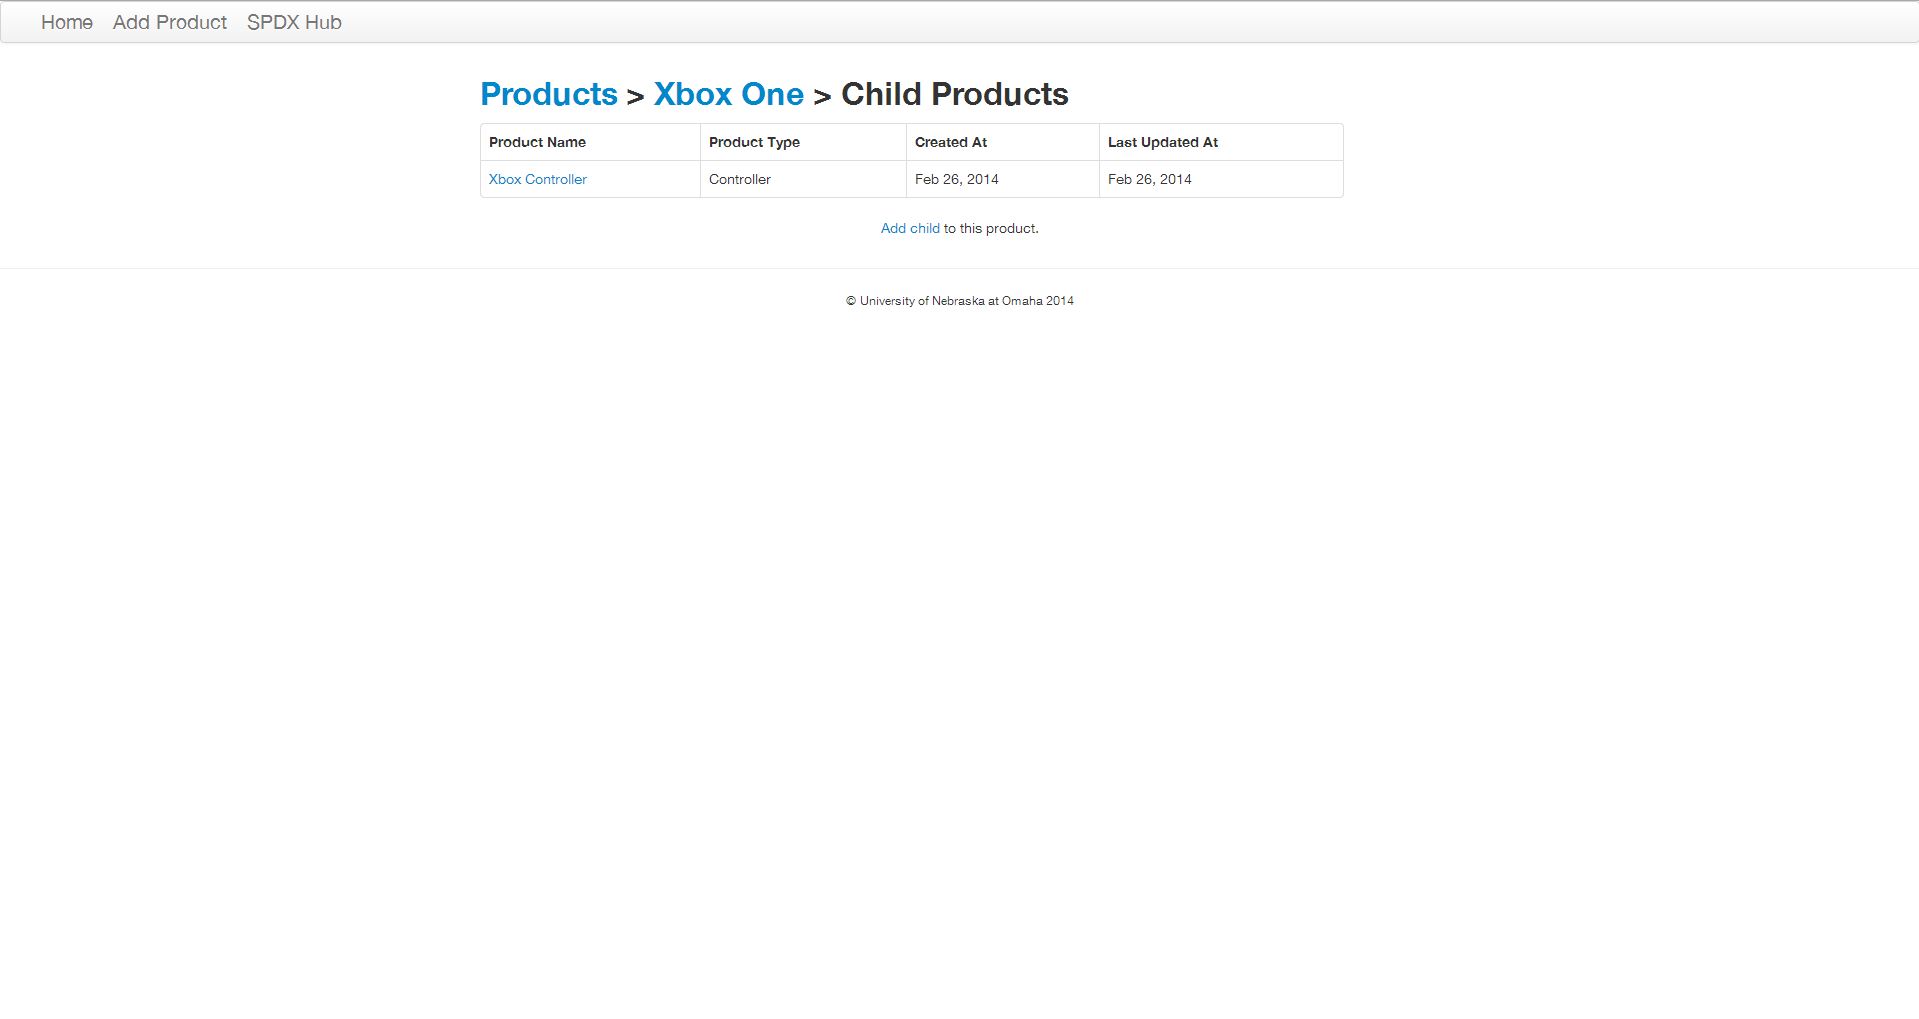 Home Add Product SPDX Hub
Products > Xbox One > Child Products
Product Name Product Type Created At Last Updated At
Xbox Controller Controller Feb 26, 2014 Feb 26, 2014
Add child to this product.
© University of Nebraska at Omaha 2014